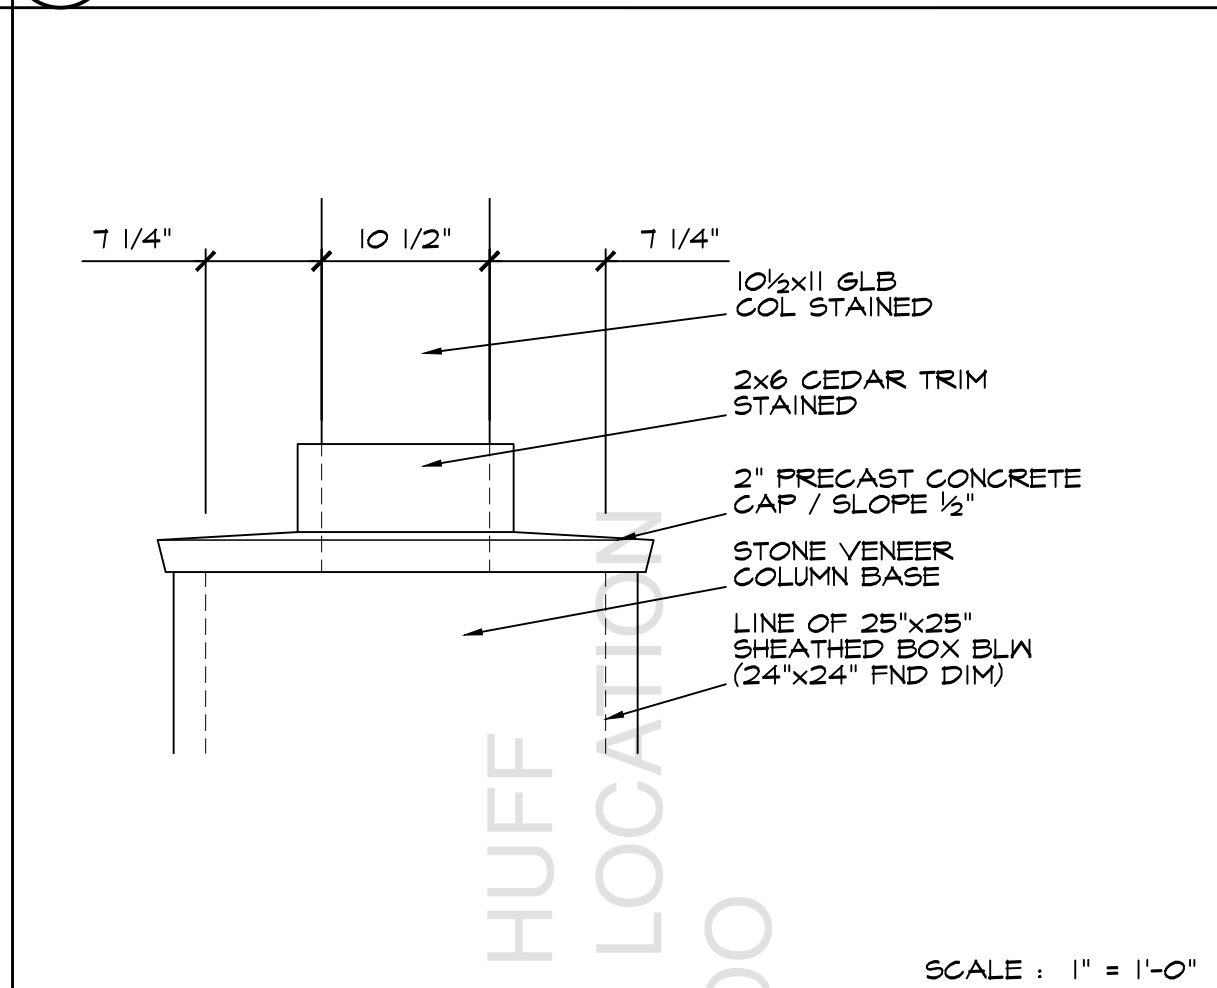 7 1/4" 10 1/2" 7 1/4"
10½x11 GLB
COL STAINED
2x6 CEDAR TRIM
STAINED
2" PRECAST CONCRETE
CAP / SLOPE ½"
STONE VENEER
COLUMN BASE
LINE OF 25"x25"
SHEATHED BOX BLW
(24"x24" FND DIM)
HUFF
LOCATION
SCALE : 1" = 1'-0"